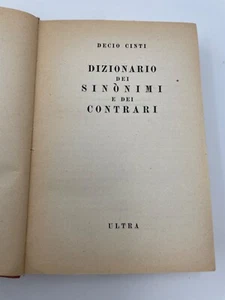 DECIO CINTI
DIZIONARIO
DEI
SINÒNIMI
E DEI
CONTRARI
ULTRA